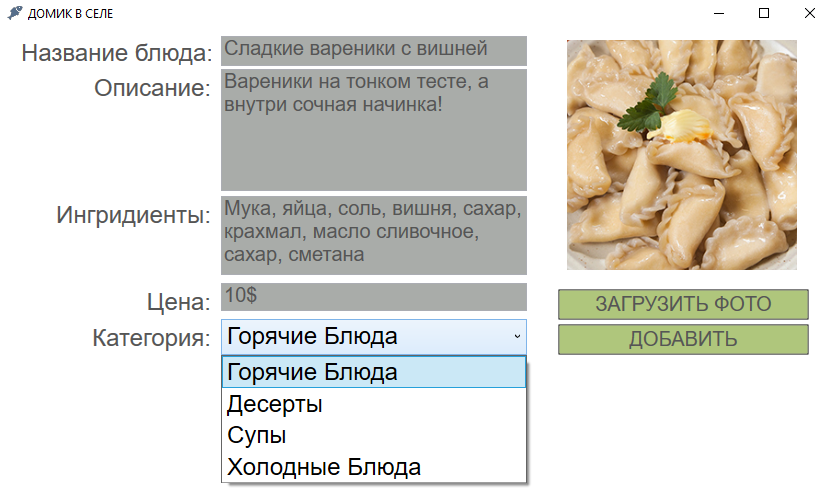 ДОМИК В СЕЛЕ
Название блюда: Сладкие вареники с вишней
Описание: Вареники на тонком тесте, а
внутри сочная начинка!
Ингридиенты: Мука, яйца, соль, вишня, сахар,
крахмал, масло сливочное,
сахар, сметана
Цена: 10$
ЗАГРУЗИТЬ ФОТО
Категория: Горячие Блюда
ДОБАВИТЬ
Горячие Блюда
Десерты
Супы
Холодные Блюда